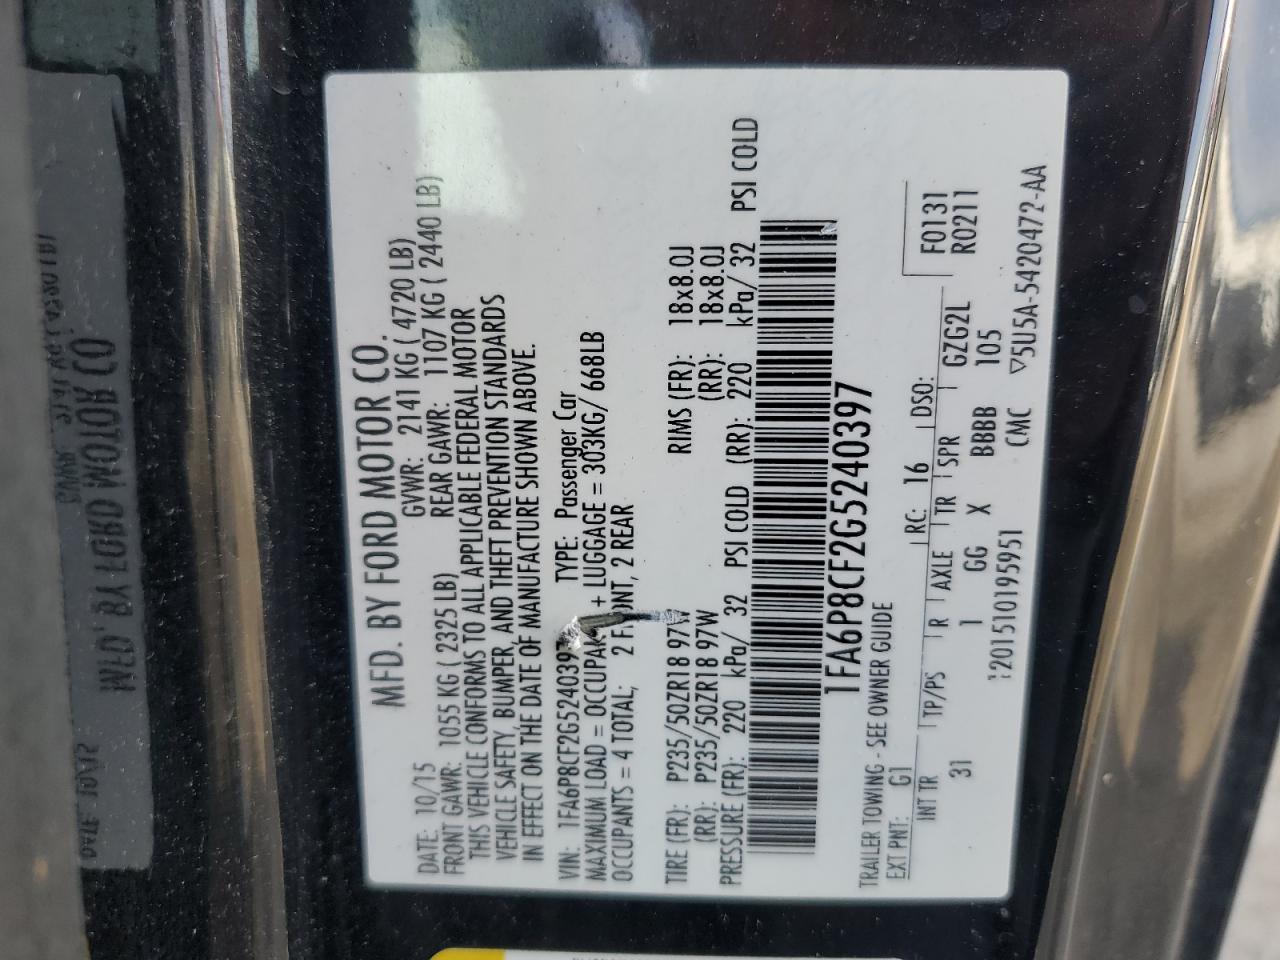 MFD. BY FORD MOTOR CO.
DATE: 10/15 GVWR: 2141 KG ( 4720 LB)
FRONT GAWR: 1055 KG ( 2325 LB) REAR GAWR: 1107 KG ( 2440 LB)
THIS VEHICLE CONFORMS TO ALL APPLICABLE FEDERAL MOTOR
VEHICLE SAFETY, BUMPER, AND THEFT PREVENTION STANDARDS
IN EFFECT ON THE DATE OF MANUFACTURE SHOWN ABOVE.
VIN: 1FA6P8CF2G5240397 TYPE: Passenger Car
MAXIMUM LOAD = OCCUPAN + LUGGAGE = 303KG/ 668LB
OCCUPANTS = 4 TOTAL, 2 FRONT, 2 REAR
TIRE (FR): P235/50ZR18 97W RIMS (FR): 18x8.0J
(RR): P235/50ZR18 97W (RR): 18x8.0J
PRESSURE (FR): 220 kPa/ 32 PSI COLD (RR): 220 kPa/ 32 PSI COLD
1FA6P8CF2G5240397
TRAILER TOWING - SEE OWNER GUIDE
EXT PNT: G1 RC: 16 DSO: F0131
INT TR TP/PS R AXLE TR SPR GZG2L R0211
31 1 GG X BBBB 105
201510195951 CMC ▽5U5A-5420472-AA